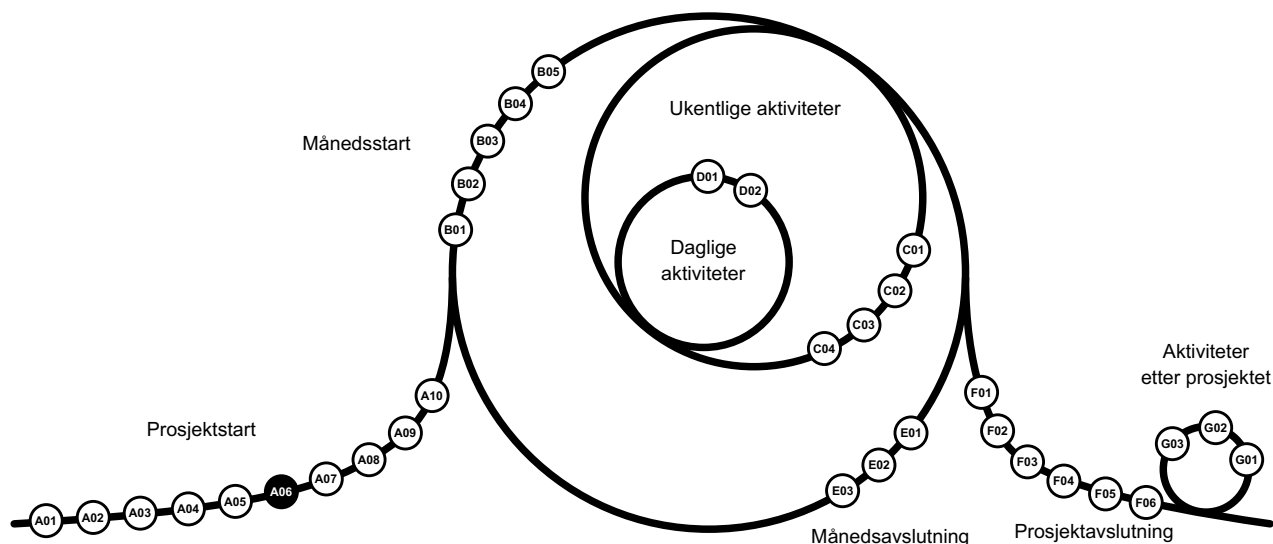 B05
B04
Månedsstart
B03
B02
B01
Ukentlige aktiviteter
D01
D02
Daglige
aktiviteter
C01
C02
C03
C04
Prosjektstart
A01
A02
A03
A04
A05
A06
A07
A08
A09
A10
E01
E02
E03
Månedsavslutning
F01
F02
F03
F04
F05
F06
Prosjektavslutning
Aktiviteter
etter prosjektet
G03
G02
G01